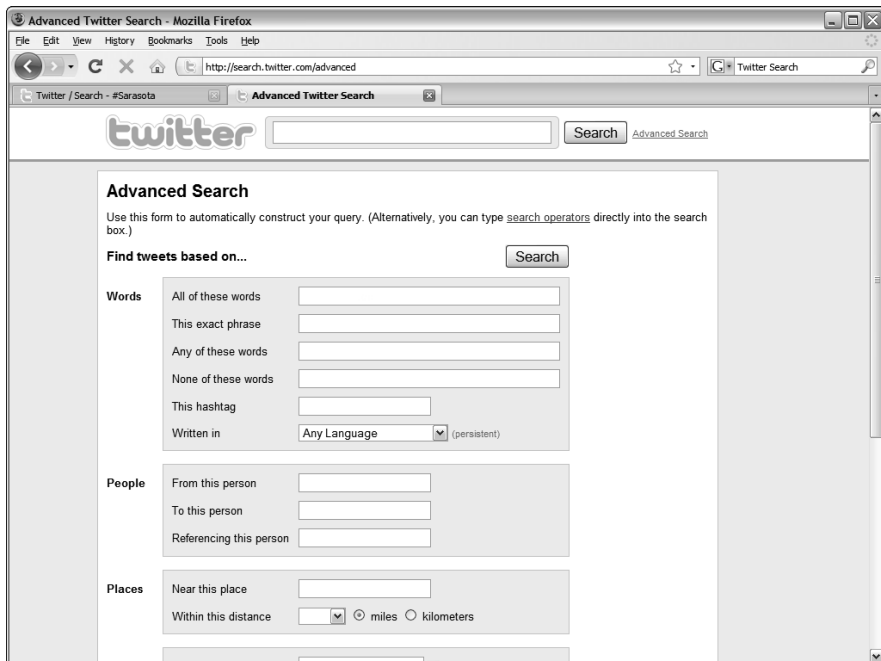 Advanced Twitter Search - Mozilla Firefox
File Edit View History Bookmarks Tools Help
http://search.twitter.com/advanced
G Twitter Search
Twitter / Search - #Sarasota
Advanced Twitter Search
twitter
Search
Advanced Search
Advanced Search
Use this form to automatically construct your query. (Alternatively, you can type search operators directly into the search
box.)
Find tweets based on...
Search
Words
All of these words
This exact phrase
Any of these words
None of these words
This hashtag
Written in
Any Language
(persistent)
People
From this person
To this person
Referencing this person
Places
Near this place
Within this distance
miles
kilometers